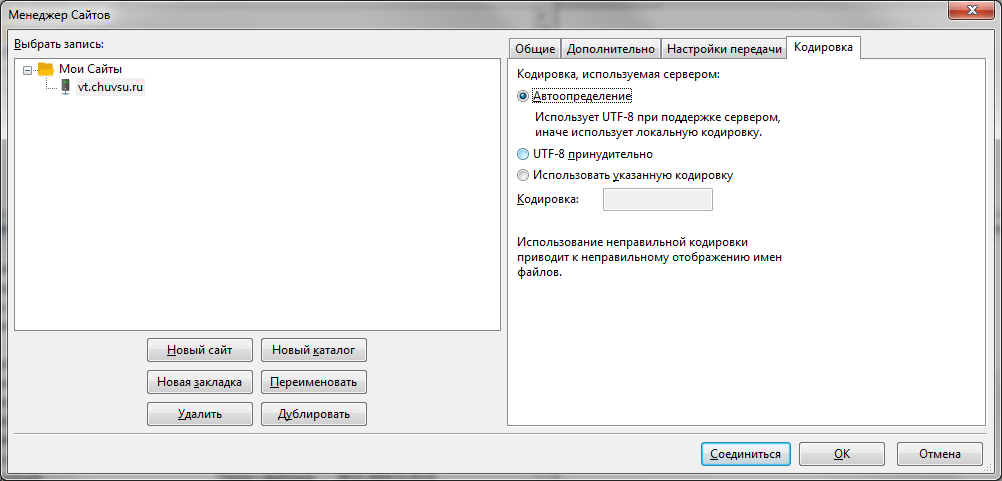 Менеджер Сайтов
Выбрать запись:
Мои Сайты
vt.chuvsu.ru
Новый сайт
Новый каталог
Новая закладка
Переименовать
Удалить
Дублировать
Общие
Дополнительно
Настройки передачи
Кодировка
Кодировка, используемая сервером:
Автоопределение
Использует UTF-8 при поддержке сервером,
иначе использует локальную кодировку.
UTF-8 принудительно
Использовать указанную кодировку
Кодировка:
Использование неправильной кодировки
приводит к неправильному отображению имен
файлов.
Соединиться
OK
Отмена